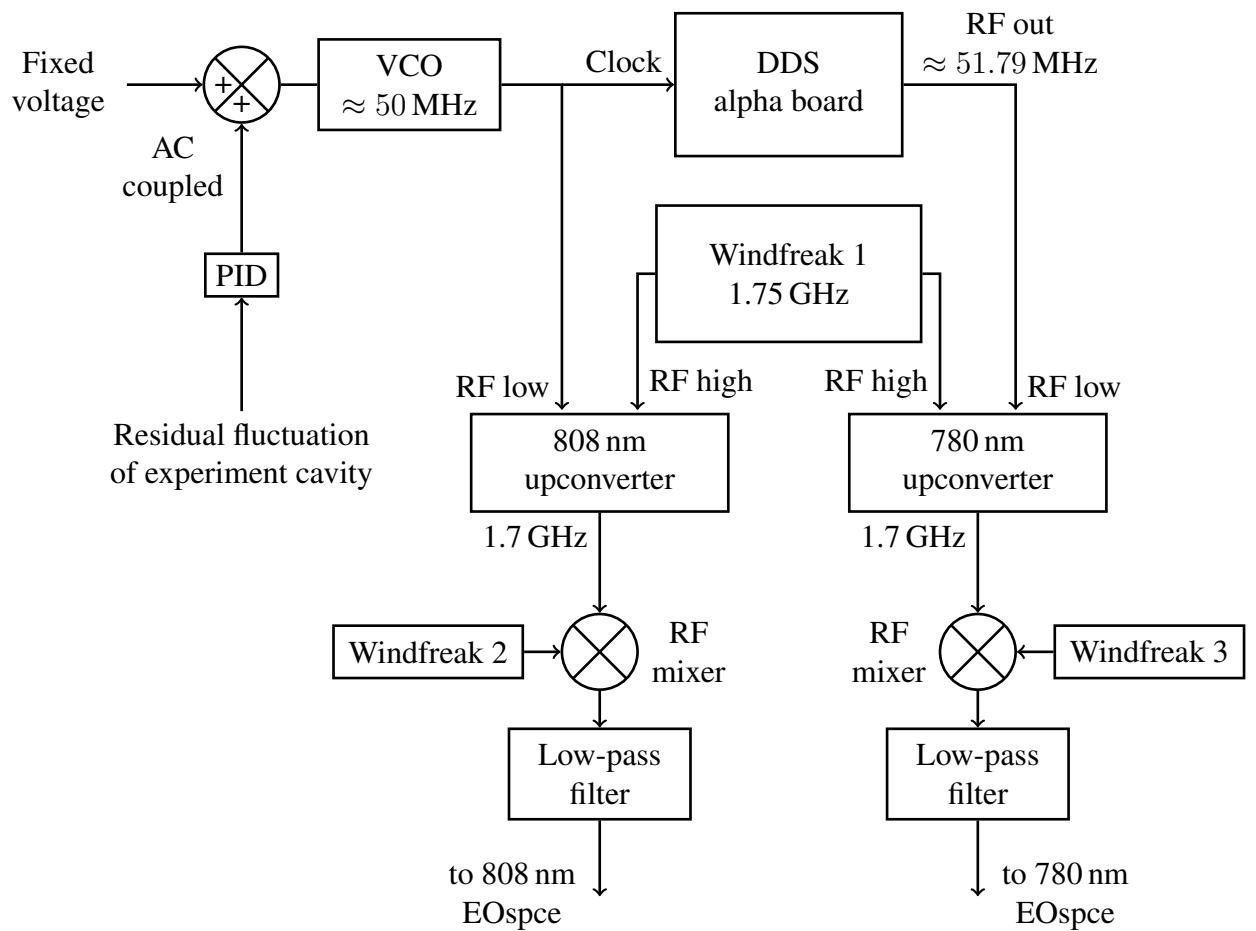 Fixed
voltage
+
+
AC
coupled
PID
Residual fluctuation
of experiment cavity
VCO
≈ 50 MHz
Clock
DDS
alpha board
RF out
≈ 51.79 MHz
Windfreak 1
1.75 GHz
RF low
RF high
RF high
RF low
808 nm
upconverter
780 nm
upconverter
1.7 GHz
1.7 GHz
Windfreak 2
RF
mixer
RF
mixer
Windfreak 3
Low-pass
filter
Low-pass
filter
to 808 nm
EOspce
to 780 nm
EOspce